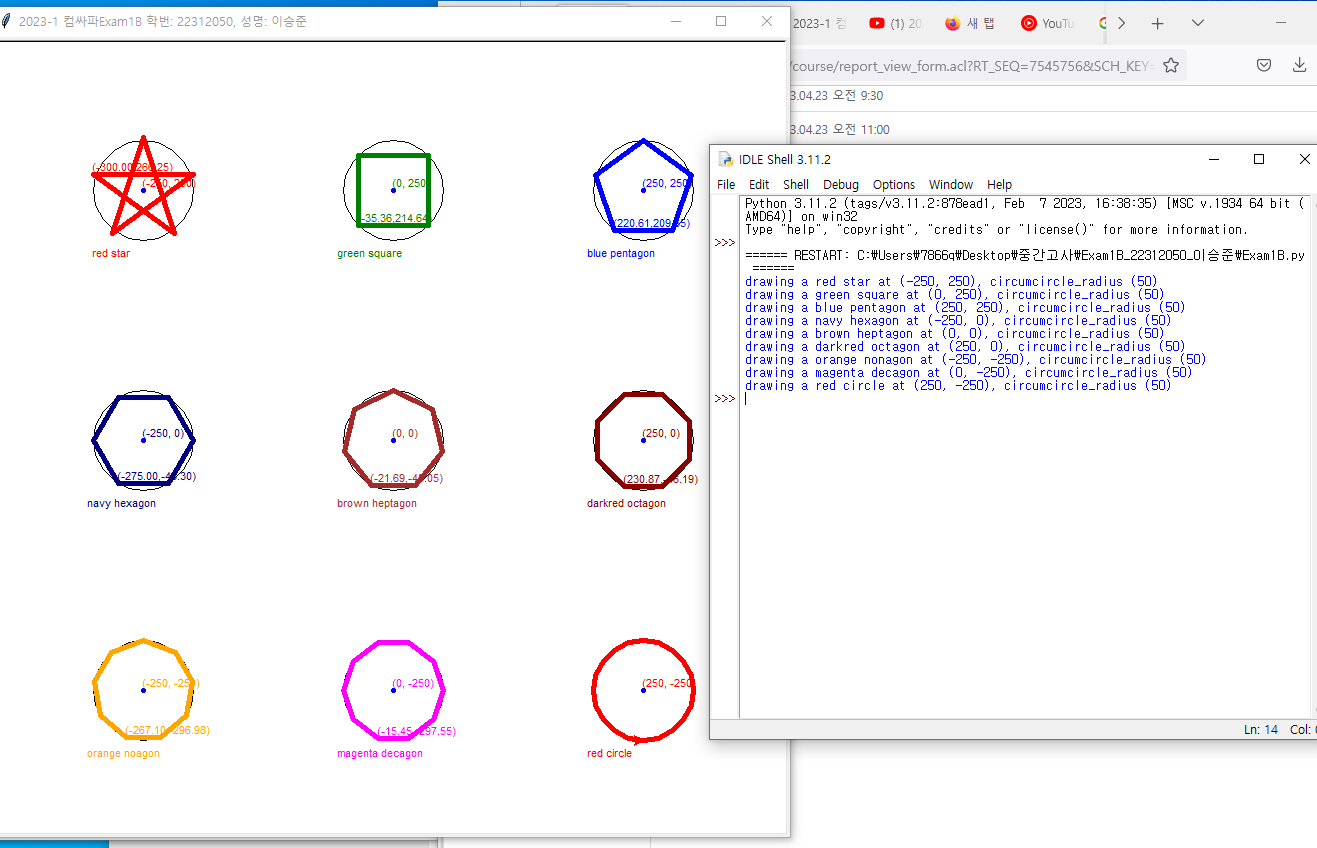 2023-1 컴싸파Exam1B 학번: 22312050, 성명: 이승준
2023-1 컴
(1) 20
새 탭
YouTu
/course/report_view_form.acl?RT_SEQ=7545756&SCH_KEY=
3.04.23 오전 9:30
3.04.23 오전 11:00
(-300.00,266.25)
(-250, 250)
red star
(0, 250)
-35.36,214.64)
green square
(250, 250)
(220.61,209.55)
blue pentagon
(-250, 0)
(-275.00,-43.30)
navy hexagon
(0, 0)
(-21.69,-45.05)
brown heptagon
(250, 0)
(230.87,-46.19)
darkred octagon
(-250, -250)
(-267.10,-296.98)
orange noagon
(0, -250)
(-15.45,-297.55)
magenta decagon
(250, -250)
red circle
IDLE Shell 3.11.2
File Edit Shell Debug Options Window Help
Python 3.11.2 (tags/v3.11.2:878ead1, Feb  7 2023, 16:38:35) [MSC v.1934 64 bit (
AMD64)] on win32
Type "help", "copyright", "credits" or "license()" for more information.
>>>
====== RESTART: C:₩Users₩7866q₩Desktop₩중간고사₩Exam1B_22312050_이승준₩Exam1B.py
======
drawing a red star at (-250, 250), circumcircle_radius (50)
drawing a green square at (0, 250), circumcircle_radius (50)
drawing a blue pentagon at (250, 250), circumcircle_radius (50)
drawing a navy hexagon at (-250, 0), circumcircle_radius (50)
drawing a brown heptagon at (0, 0), circumcircle_radius (50)
drawing a darkred octagon at (250, 0), circumcircle_radius (50)
drawing a orange nonagon at (-250, -250), circumcircle_radius (50)
drawing a magenta decagon at (0, -250), circumcircle_radius (50)
drawing a red circle at (250, -250), circumcircle_radius (50)
>>>
Ln: 14 Col: